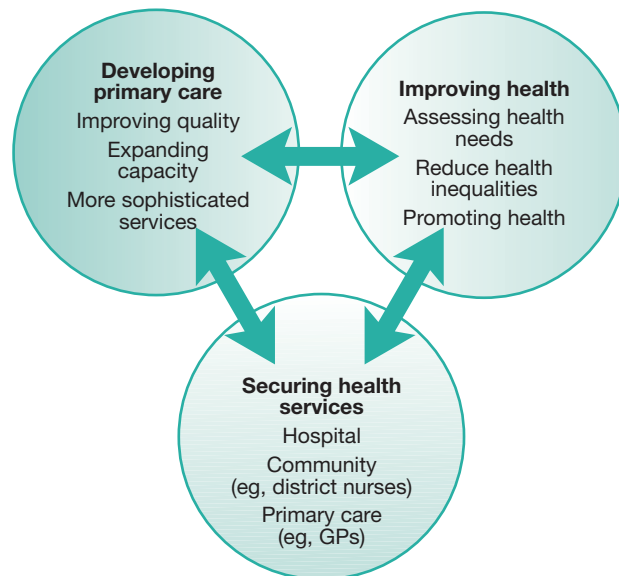 Developing
primary care
Improving quality
Expanding
capacity
More sophisticated
services
Improving health
Assessing health
needs
Reduce health
inequalities
Promoting health
Securing health
services
Hospital
Community
(eg, district nurses)
Primary care
(eg, GPs)